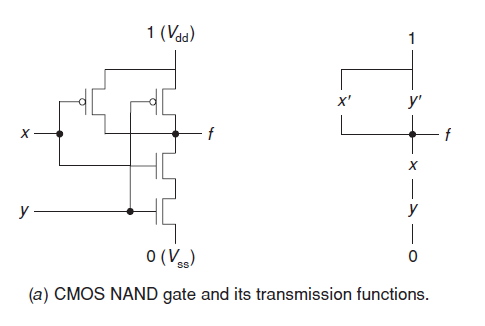 1 (Vdd)
1
x' y'
x f f
x
y y
0 (Vss) 0
(a) CMOS NAND gate and its transmission functions.